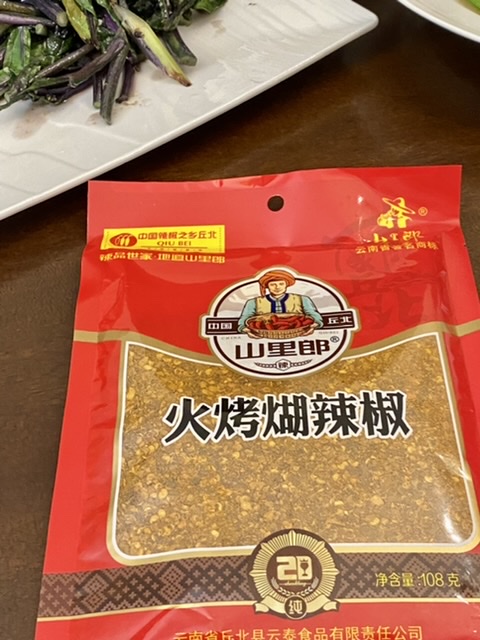 中国辣椒之乡丘北
QIU BEI
辣品世家·地道山里郎
山里郎®
云南省著名商标
中国 丘北
山里郎®
辣
火烤煳辣椒
20
纯
净含量:108克
云南省丘北县云泰食品有限责任公司